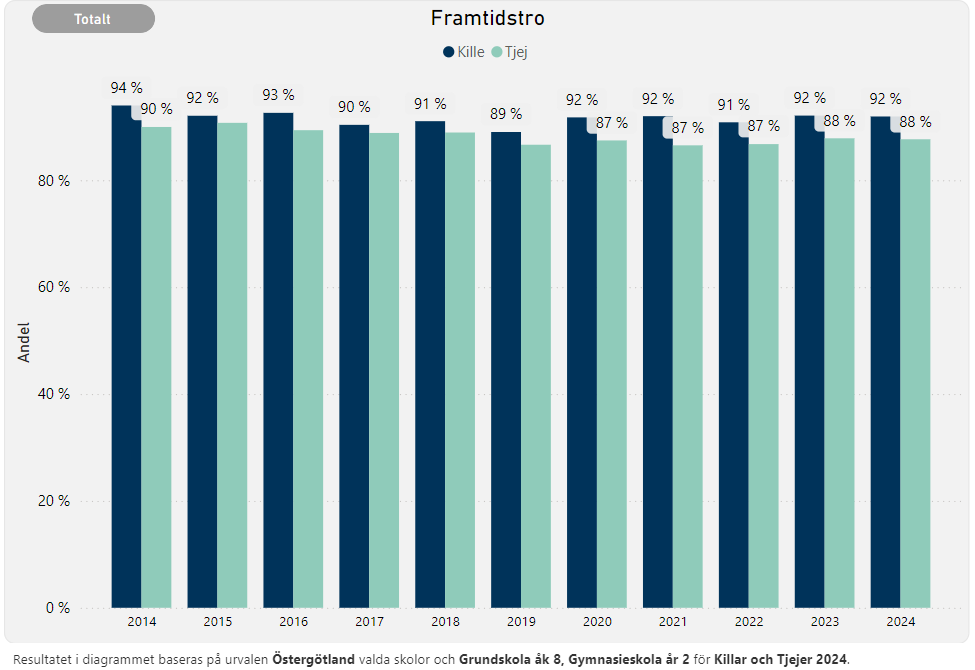 Totalt
Framtidstro
Kille Tjej
94 % 90 % 92 % 93 % 90 % 91 % 89 % 92 % 87 % 92 % 87 % 91 % 87 % 92 % 88 % 92 % 88 %
80 %
60 %
Andel
40 %
20 %
0 %
2014 2015 2016 2017 2018 2019 2020 2021 2022 2023 2024
Resultatet i diagrammet baseras på urvalen Östergötland valda skolor och Grundskola åk 8, Gymnasieskola år 2 för Killar och Tjejer 2024.